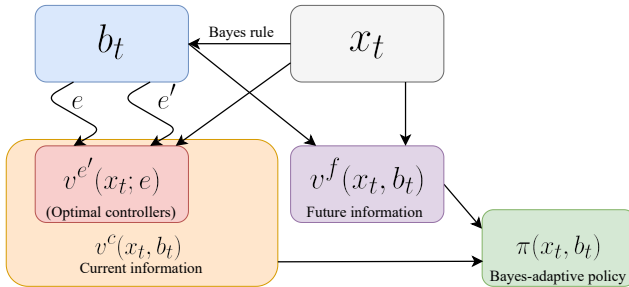 b_t
Bayes rule
x_t
e
e'
v^{e'}(x_t; e)
(Optimal controllers)
v^f(x_t, b_t)
Future information
v^c(x_t, b_t)
Current information
π(x_t, b_t)
Bayes-adaptive policy